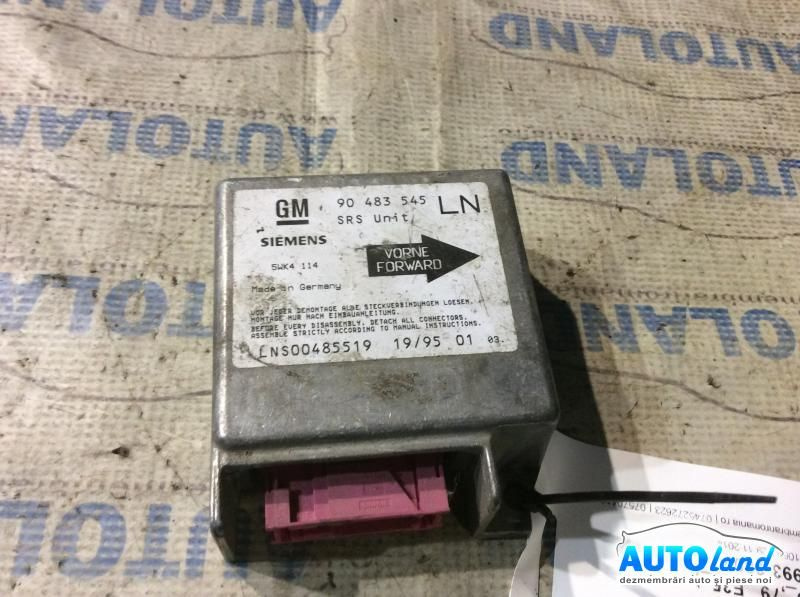 AUTOLAND
AUTOLAND
AUTOLAND
GM
90 483 545
LN
SRS Unit
SIEMENS
5WK4 114
VORNE
FORWARD
Made in Germany
VOR JEDER DEMONTAGE ALLE STECKVERBINDUNGEN LOESEN.
MONTAGE NUR NACH EINBAUANLEITUNG.
BEFORE EVERY DISASSEMBLY, DETACH ALL CONNECTORS.
ASSEMBLE STRICTLY ACCORDING TO MANUAL INSTRUCTIONS.
LNS00485519 19/95 01 03.
AUTOland
dezmembrări auto și piese noi